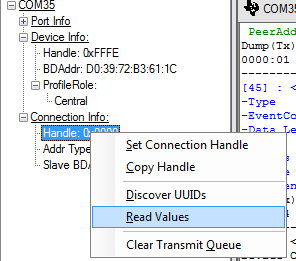 COM35
Port Info
Device Info:
Handle: 0xFFFE
BDAddr: D0:39:72:B3:61:1C
ProfileRole:
Central
Connection Info:
Handle: 0x0000
Addr Type
Slave BDA
Set Connection Handle
Copy Handle
Discover UUIDs
Read Values
Clear Transmit Queue
COM35
PeerAdd
Dump(Tx)
0000:01
[45] : <
-Type
-EventCo
-Data Le